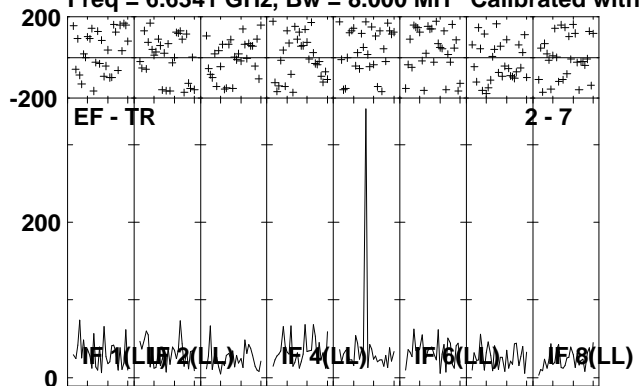 Freq = 6.6541 GHz, Bw = 8.000 MH Calibrated with
200
-200
EF - TR 2 - 7
200
0
IF 1(LL) IF 2(LL) IF 4(LL) IF 6(LL) IF 8(LL)